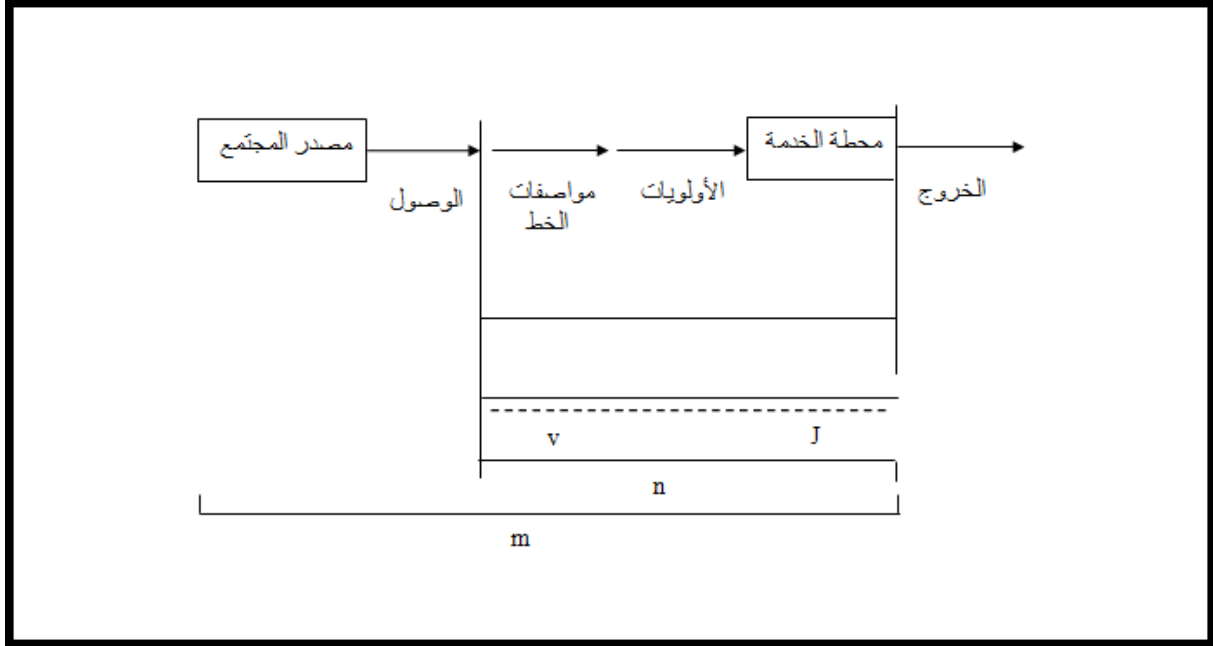 مصدر المجتمع
محطة الخدمة
الوصول
مواصفات
الخط
الأولويات
الخروج
v
J
n
m